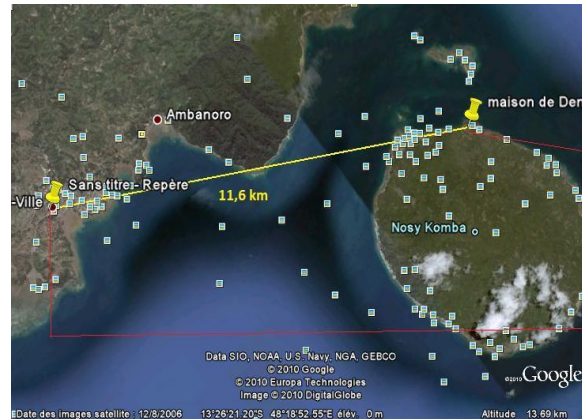 maison de Der
Ambanoro
Sans titre- Repère
-Ville
11,6 km
Nosy Komba
Data SIO, NOAA, U.S. Navy, NGA, GEBCO
© 2010 Google
© 2010 Europa Technologies
Image © 2010 DigitalGlobe
©2010 Google
Date des images satellite : 12/8/2006 13°26'21.20"S 48°18'52.55"E élév. 0 m Altitude 13.69 km